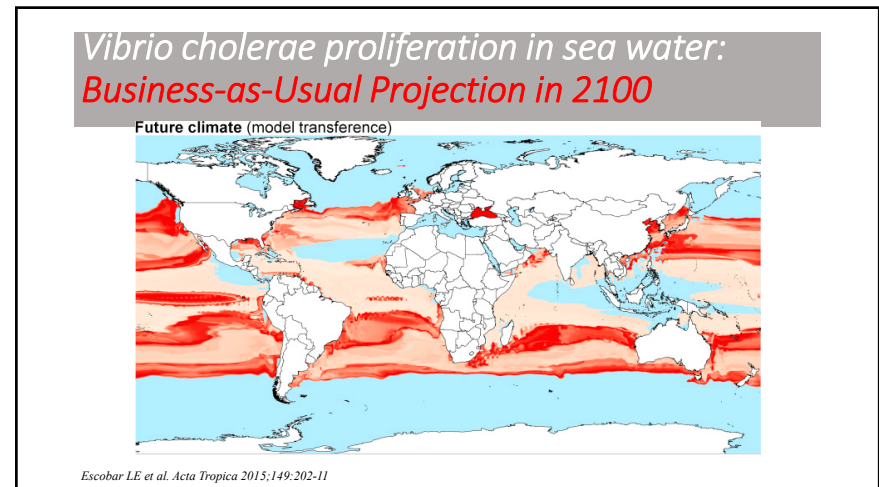 Vibrio cholerae proliferation in sea water:
Business-as-Usual Projection in 2100
Future climate (model transference)
Escobar LE et al. Acta Tropica 2015;149:202-11